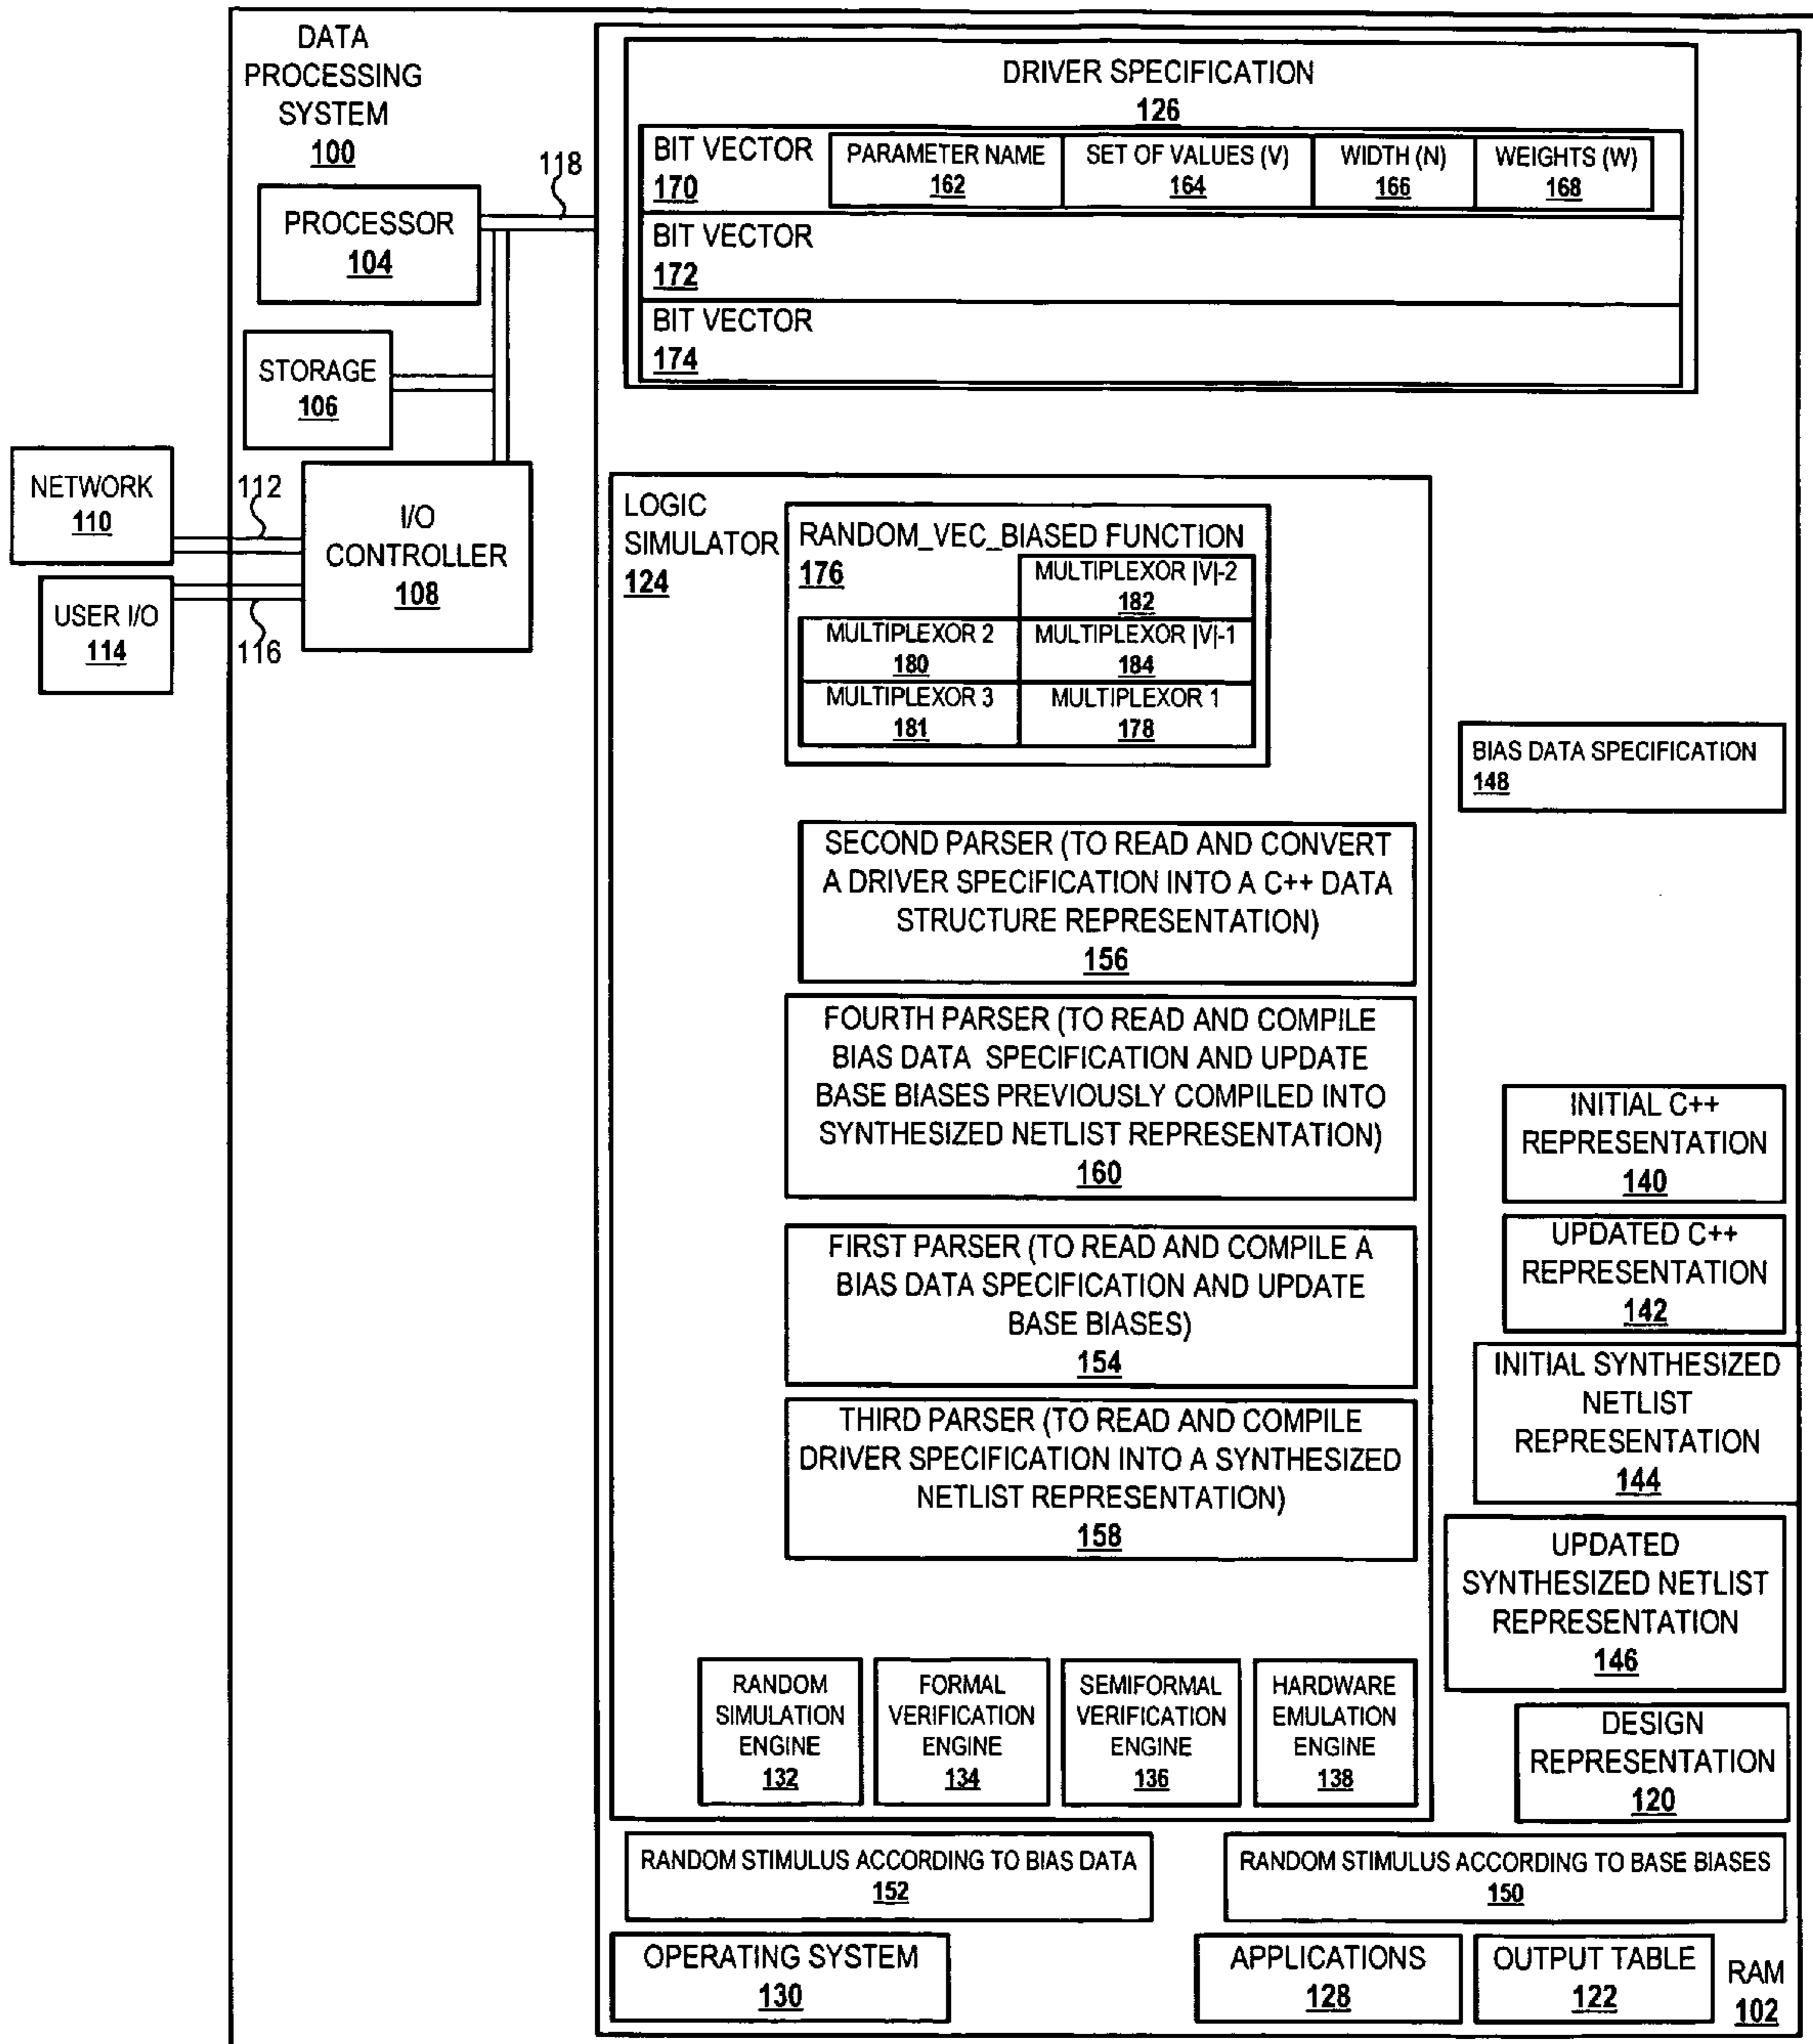 DATA
PROCESSING
SYSTEM
100
118
PROCESSOR
104
STORAGE
106
NETWORK
110
112
I/O
CONTROLLER
108
USER I/O
114
116
DRIVER SPECIFICATION
126
BIT VECTOR
170
PARAMETER NAME
162
SET OF VALUES (V)
164
WIDTH (N)
166
WEIGHTS (W)
168
BIT VECTOR
172
BIT VECTOR
174
LOGIC
SIMULATOR
124
RANDOM_VEC_BIASED FUNCTION
176
MULTIPLEXOR |V|-2
182
MULTIPLEXOR 2
180
MULTIPLEXOR |V|-1
184
MULTIPLEXOR 3
181
MULTIPLEXOR 1
178
BIAS DATA SPECIFICATION
148
SECOND PARSER (TO READ AND CONVERT
A DRIVER SPECIFICATION INTO A C++ DATA
STRUCTURE REPRESENTATION)
156
FOURTH PARSER (TO READ AND COMPILE
BIAS DATA SPECIFICATION AND UPDATE
BASE BIASES PREVIOUSLY COMPILED INTO
SYNTHESIZED NETLIST REPRESENTATION)
160
FIRST PARSER (TO READ AND COMPILE A
BIAS DATA SPECIFICATION AND UPDATE
BASE BIASES)
154
THIRD PARSER (TO READ AND COMPILE
DRIVER SPECIFICATION INTO A SYNTHESIZED
NETLIST REPRESENTATION)
158
INITIAL C++
REPRESENTATION
140
UPDATED C++
REPRESENTATION
142
INITIAL SYNTHESIZED
NETLIST
REPRESENTATION
144
UPDATED
SYNTHESIZED NETLIST
REPRESENTATION
146
RANDOM
SIMULATION
ENGINE
132
FORMAL
VERIFICATION
ENGINE
134
SEMIFORMAL
VERIFICATION
ENGINE
136
HARDWARE
EMULATION
ENGINE
138
DESIGN
REPRESENTATION
120
RANDOM STIMULUS ACCORDING TO BIAS DATA
152
RANDOM STIMULUS ACCORDING TO BASE BIASES
150
OPERATING SYSTEM
130
APPLICATIONS
128
OUTPUT TABLE
122
RAM
102